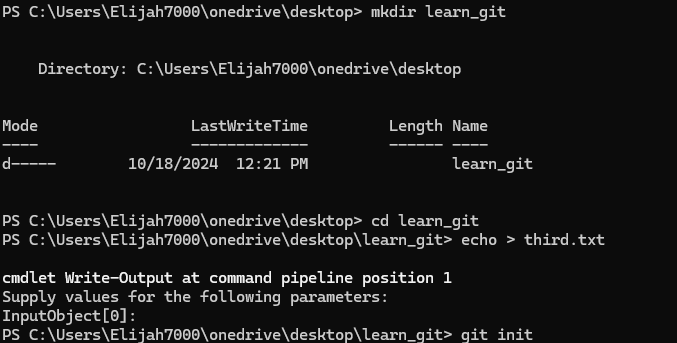 PS C:\Users\Elijah7000\onedrive\desktop> mkdir learn_git
Directory: C:\Users\Elijah7000\onedrive\desktop
Mode LastWriteTime Length Name
---- ------------- ------ ----
d----- 10/18/2024 12:21 PM learn_git
PS C:\Users\Elijah7000\onedrive\desktop> cd learn_git
PS C:\Users\Elijah7000\onedrive\desktop\learn_git> echo > third.txt
cmdlet Write-Output at command pipeline position 1
Supply values for the following parameters:
InputObject[0]:
PS C:\Users\Elijah7000\onedrive\desktop\learn_git> git init